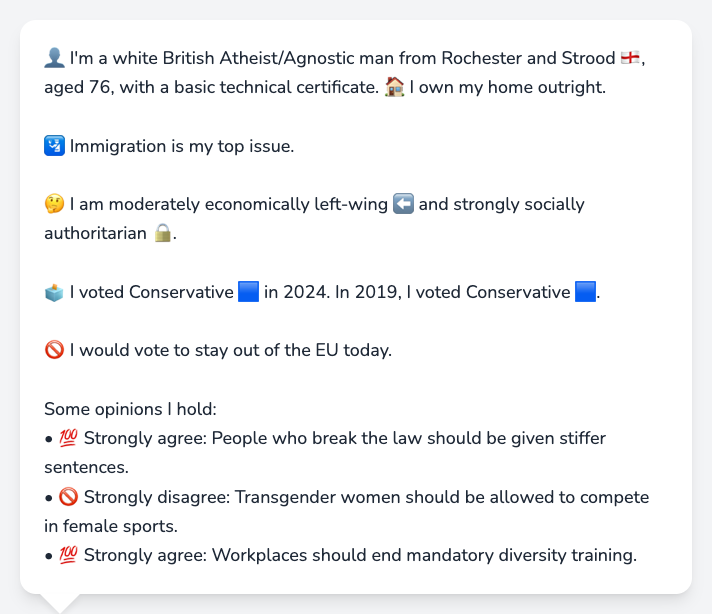 👤 I'm a white British Atheist/Agnostic man from Rochester and Strood 🏴󠁧󠁢󠁥󠁮󠁧󠁿,
aged 76, with a basic technical certificate. 🏠 I own my home outright.
🛂 Immigration is my top issue.
🤔 I am moderately economically left-wing ⬅️ and strongly socially
authoritarian 🔒.
🗳️ I voted Conservative 🟦 in 2024. In 2019, I voted Conservative 🟦.
🚫 I would vote to stay out of the EU today.
Some opinions I hold:
• 💯 Strongly agree: People who break the law should be given stiffer
sentences.
• 🚫 Strongly disagree: Transgender women should be allowed to compete
in female sports.
• 💯 Strongly agree: Workplaces should end mandatory diversity training.